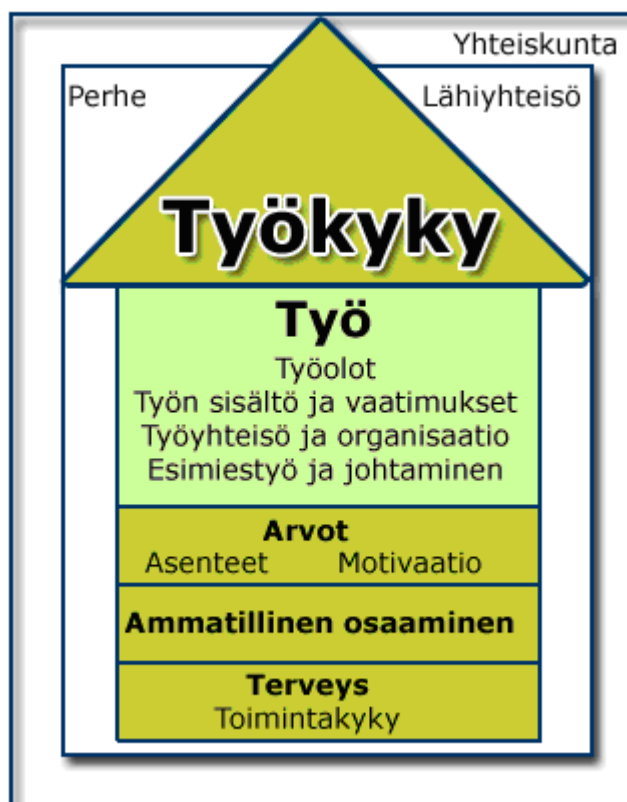 Yhteiskunta
Perhe Lähiyhteisö
Työkyky
Työ
Työolot
Työn sisältö ja vaatimukset
Työyhteisö ja organisaatio
Esimiestyö ja johtaminen
Arvot
Asenteet Motivaatio
Ammatillinen osaaminen
Terveys
Toimintakyky